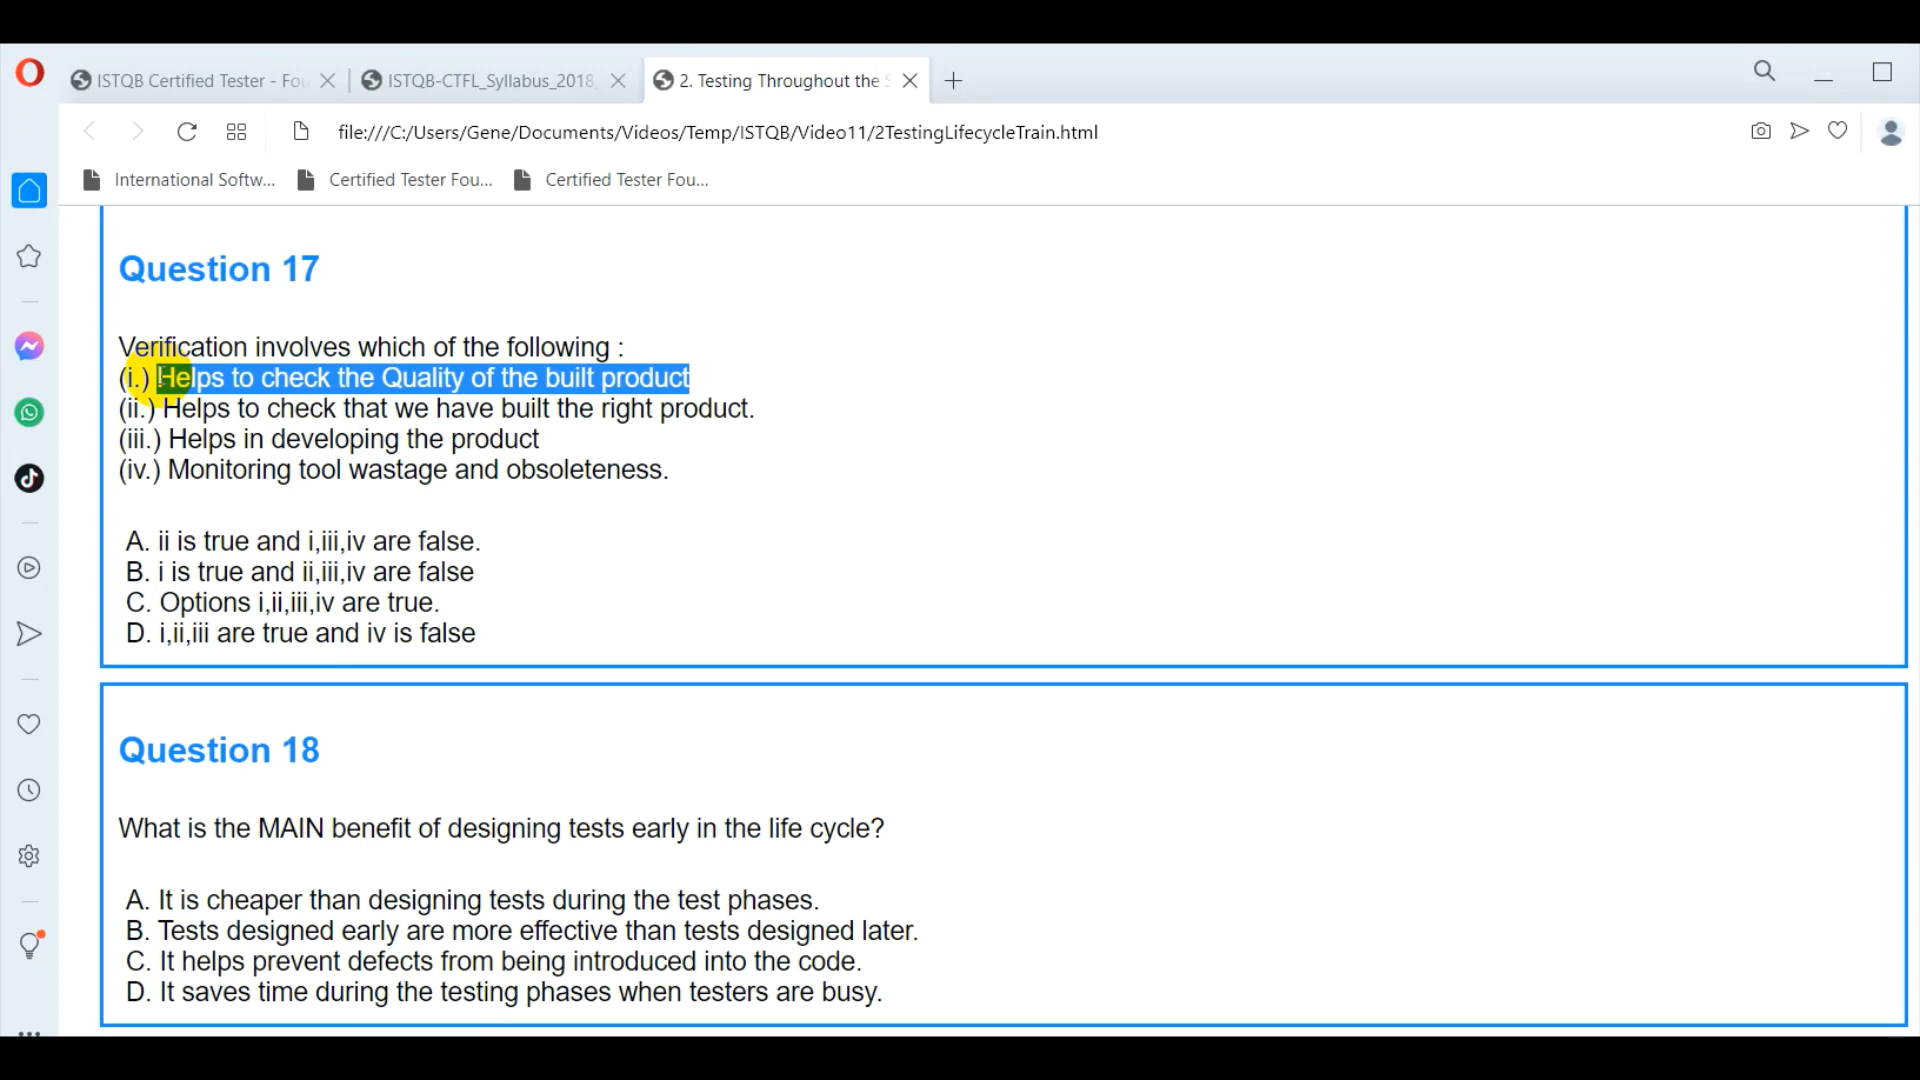 ISTQB Certified Tester - Fou
ISTQB-CTFL_Syllabus_2018_
2. Testing Throughout the S
file:///C:/Users/Gene/Documents/Videos/Temp/ISTQB/Video11/2TestingLifecycleTrain.html
International Softw...
Certified Tester Fou...
Certified Tester Fou...
Question 17
Verification involves which of the following :
(i.) Helps to check the Quality of the built product
(ii.) Helps to check that we have built the right product.
(iii.) Helps in developing the product
(iv.) Monitoring tool wastage and obsoleteness.
A. ii is true and i,iii,iv are false.
B. i is true and ii,iii,iv are false
C. Options i,ii,iii,iv are true.
D. i,ii,iii are true and iv is false
Question 18
What is the MAIN benefit of designing tests early in the life cycle?
A. It is cheaper than designing tests during the test phases.
B. Tests designed early are more effective than tests designed later.
C. It helps prevent defects from being introduced into the code.
D. It saves time during the testing phases when testers are busy.